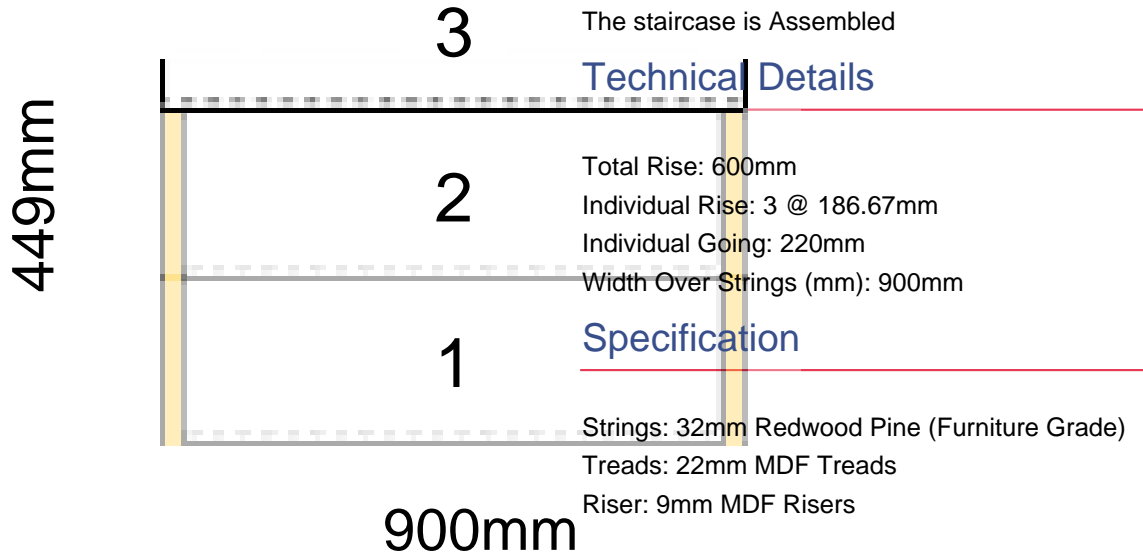 3
449mm
2
1
900mm
The staircase is Assembled
Technical Details
Total Rise: 600mm
Individual Rise: 3 @ 186.67mm
Individual Going: 220mm
Width Over Strings (mm): 900mm
Specification
Strings: 32mm Redwood Pine (Furniture Grade)
Treads: 22mm MDF Treads
Riser: 9mm MDF Risers